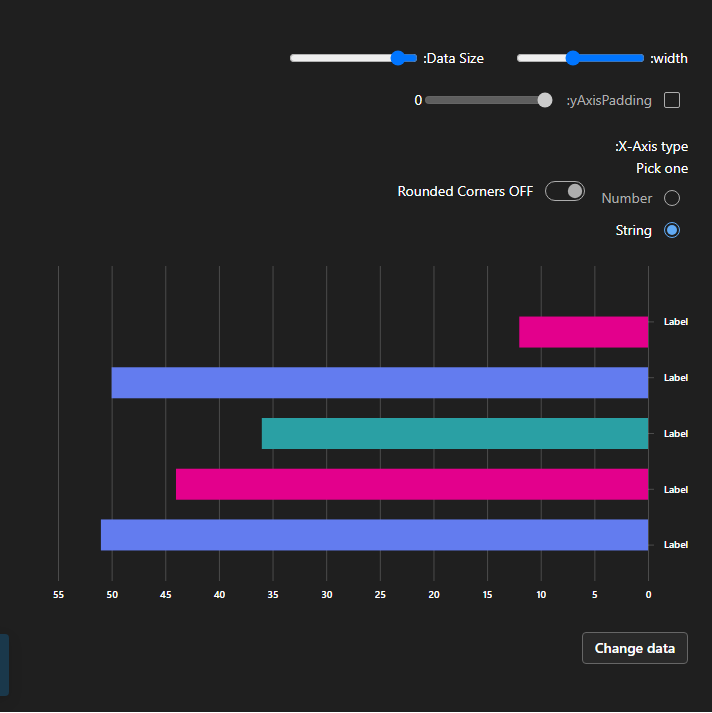 :width
:Data Size
:yAxisPadding
0
:X-Axis type
Pick one
Number
Rounded Corners OFF
String
Label
Label
Label
Label
Label
55 50 45 40 35 30 25 20 15 10 5 0
Change data